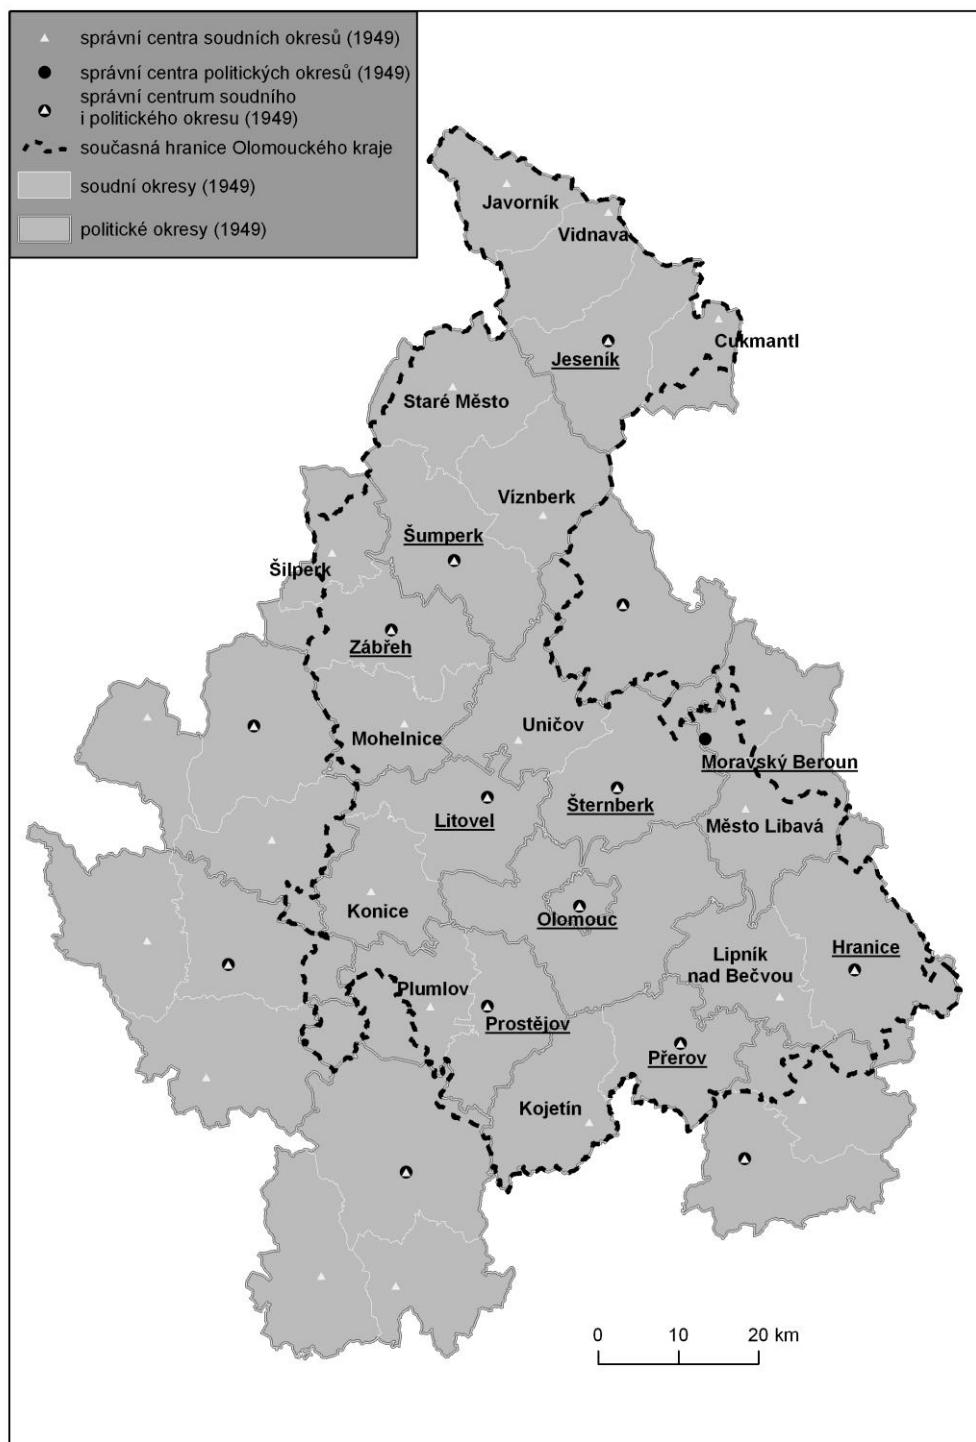 správní centra soudních okresů (1949)
správní centra politických okresů (1949)
správní centrum soudního
i politického okresu (1949)
současná hranice Olomouckého kraje
soudní okresy (1949)
politické okresy (1949)
Javorník
Vidnava
Cukmantl
Jeseník
Staré Město
Víznberk
Šumperk
Šilperk
Zábřeh
Uničov
Mohelnice
Moravský Beroun
Šternberk
Litovel
Město Libavá
Konice
Olomouc
Hranice
Lipník
nad Bečvou
Plumlov
Prostějov
Přerov
Kojetín
0 10 20 km